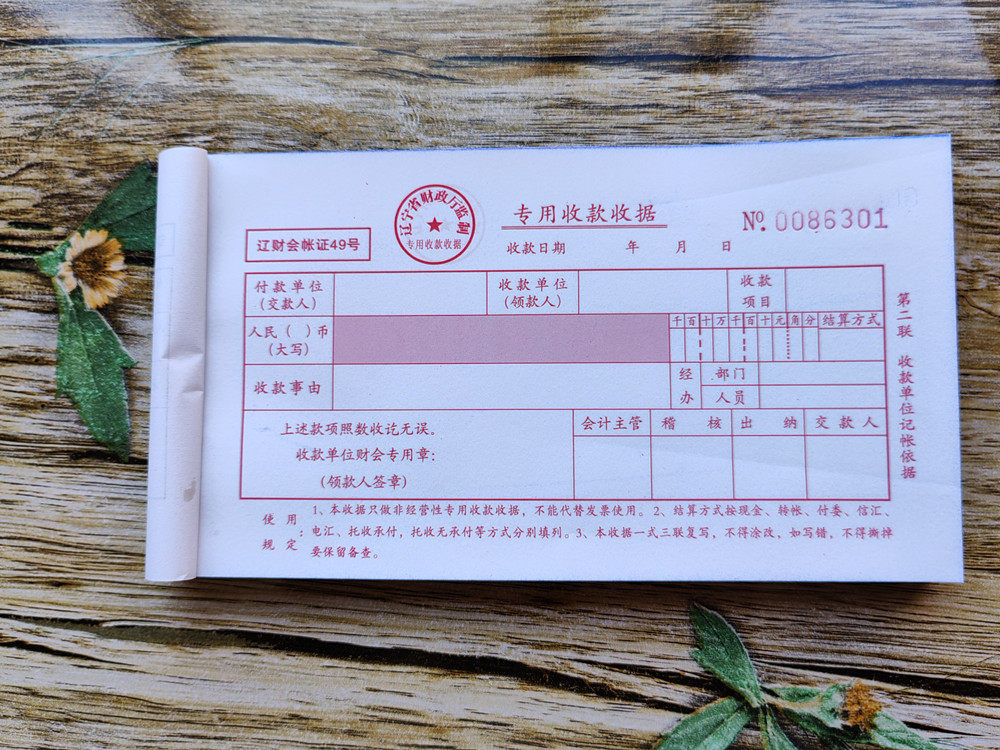 辽宁省财政厅监制
专用收款收据
专用收款收据
№ 0086301
辽财会帐证49号
收款日期 年 月 日
付款单位 收款单位 收款
(交款人) (领款人) 项目
人民( )币 千百十万千百十元角分 结算方式
(大写)
收款事由 经 部门
办 人员
上述款项照数收讫无误。 会计主管 稽核 出纳 交款人
收款单位财会专用章:
(领款人签章)
第二联 收款单位记帐依据
使用规定:
1、本收据只做非经营性专用收款收据,不能代替发票使用。2、结算方式按现金、转帐、付委、信汇、
电汇、托收承付,托收无承付等方式分别填列。3、本收据一式三联复写,不得涂改,如写错,不得撕掉
要保留备查。